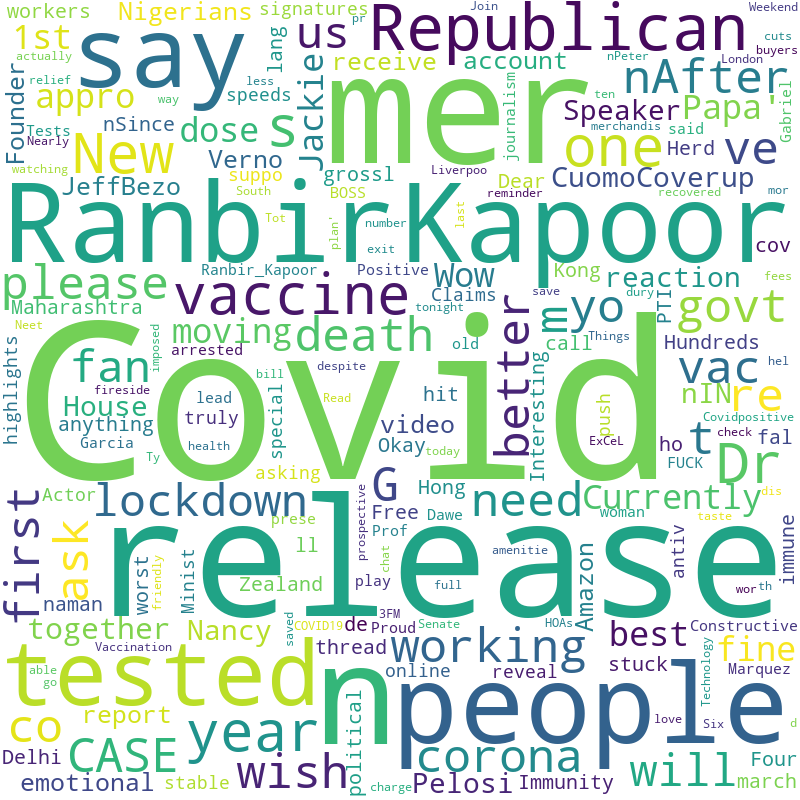 workers
Nigerians
signatures
Join
Republican
Weekend
1st
say
us
mer
pr
nPeter
cuts
buyers
actually
relief
lang
receive
account
London
nAfter
appro
way
less
speeds
Jackie
s
journalism
ten
Speaker
Papa'
Gabriel
Founder
Tests
nSince
dose
merchandis
said
Nearly
New
Verno
grossl
one
Herd
ve
watching
JeffBezo
suppo
BOSS
Liverpoo
Dear
CuomoCoverup
reminder
recovered
mor
RanbirKapoor
South
Tot
plan'
number
last
exit
cov
please
Ranbir_Kapoor
Positive
Wow
Kong
reaction
fees
vaccine
Claims
save
dury
PTI
govt
Maharashtra
tonight
m
yo
Neet
moving
death
old
Things
call
Hundreds
highlights
imposed
arrested
fan
Covid
better
Interesting
vac
hel
fireside
bill
despite
nIN
re
House
lead
special
Read
hit
push
Covidpositive
anything
truly
video
t
check
fal
Garcia
health
Okay
ExCeL
ho
Dr
Ty
today
FUCK
asking
G
Hong
need
Currently
dis
first
Actor
lockdown
prese
Free
Dawe
woman
taste
ask
ll
prospective
Prof
release
antiv
immune
worst
Minist
Zealand
chat
play
amenitie
full
Amazon
wor
th
naman
friendly
saved
together
Nancy
COVID19
de
3FM
Proud
Senate
HOAs
best
Constructive
Vaccination
thread
working
fine
tested
n
reveal
stuck
Marquez
able
go
online
people
Technology
co
report
year
political
love
Six
d
Delhi
CASE
wish
corona
will
Four
emotional
stable
charge
Pelosi
Immunity
march